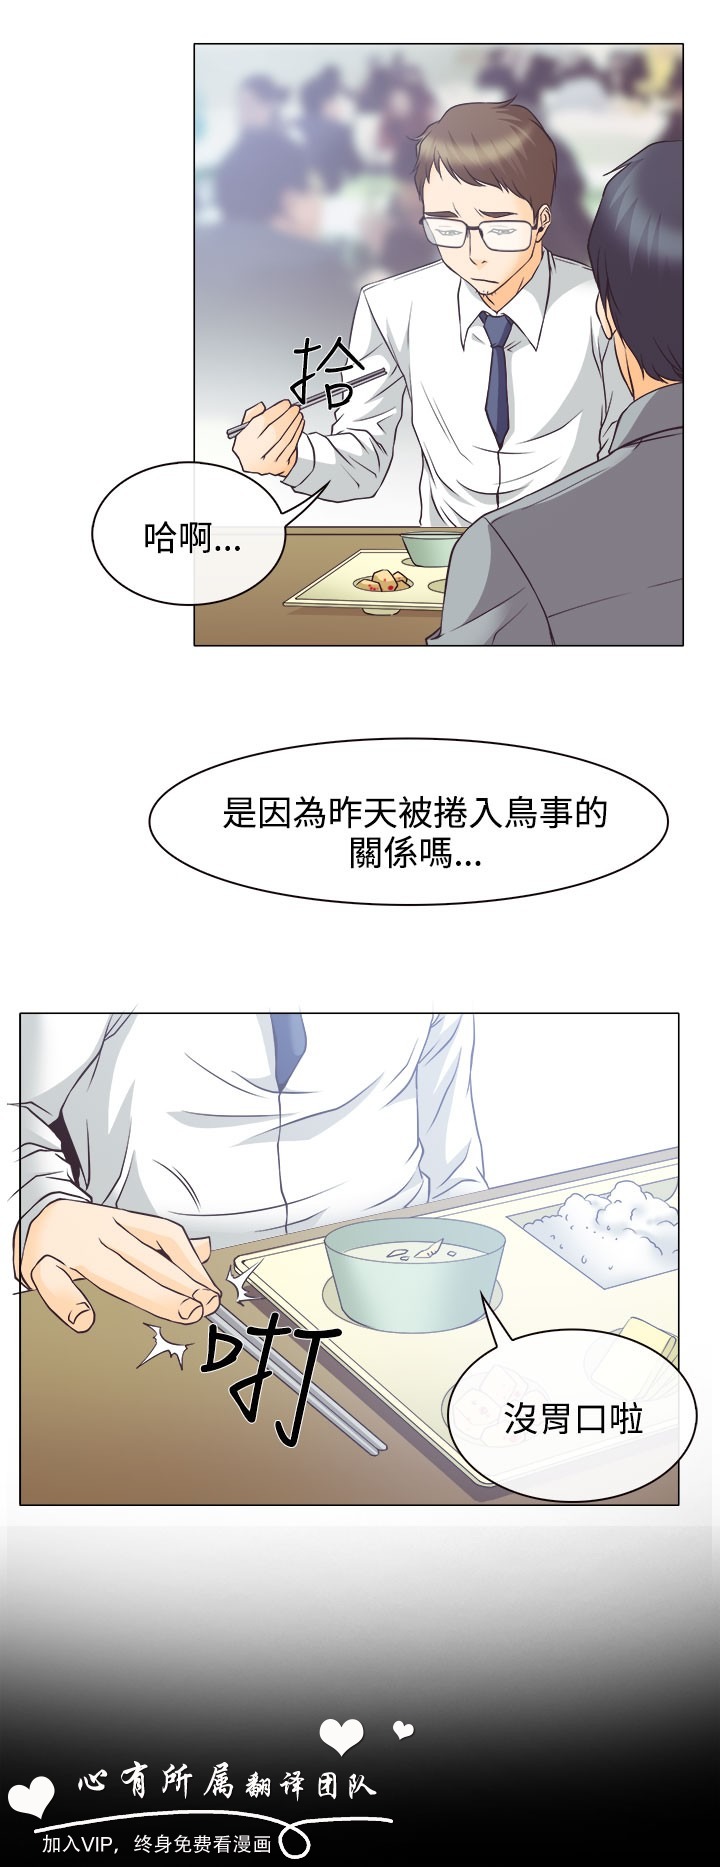 拾
哈啊...
是因為昨天被捲入鳥事的
關係嗎...
啪
沒胃口啦
心有所属翻译团队
加入VIP，终身免费看漫画